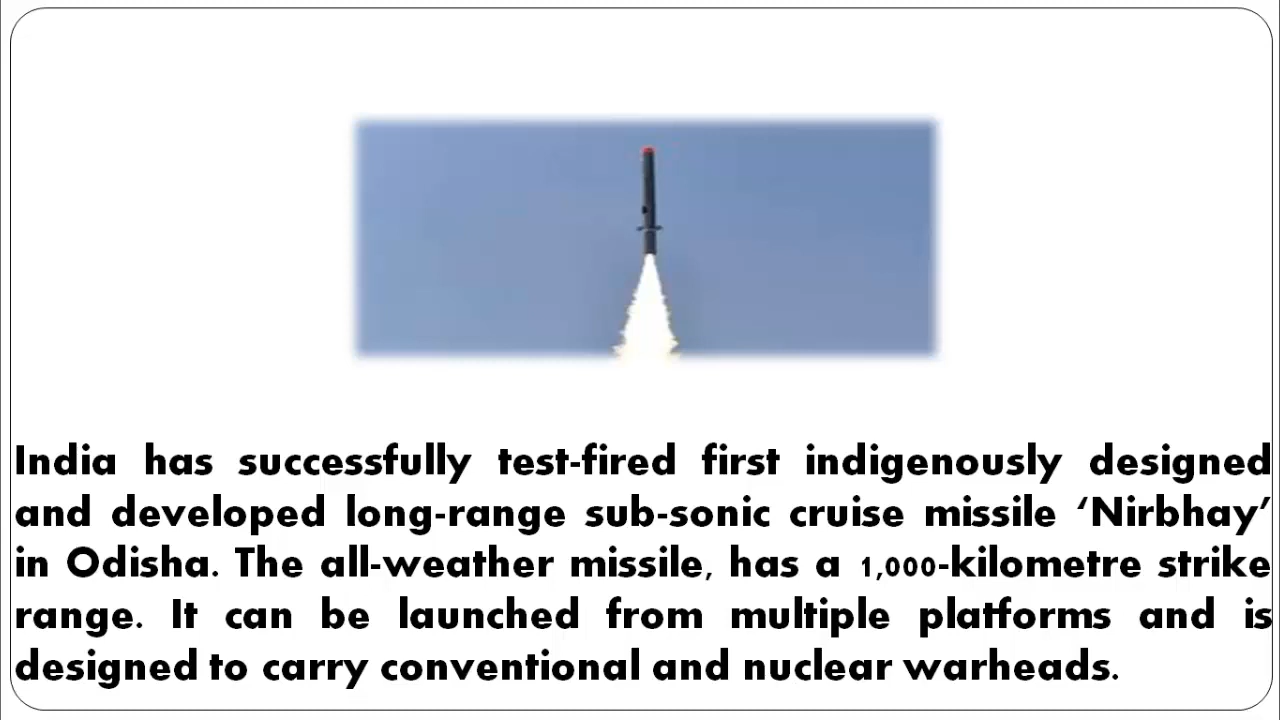 India has successfully test-fired first indigenously designed
and developed long-range sub-sonic cruise missile ‘Nirbhay’
in Odisha. The all-weather missile, has a 1,000-kilometre strike
range. It can be launched from multiple platforms and is
designed to carry conventional and nuclear warheads.